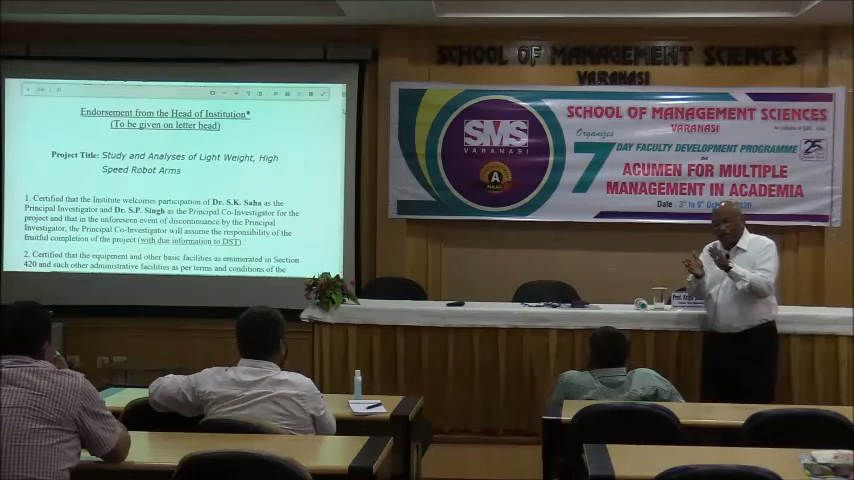 SCHOOL OF MANAGEMENT SCIENCES
VARANASI
Endorsement from the Head of Institution*
(To be given on letter head)
Project Title: Study and Analyses of Light Weight, High
Speed Robot Arms
1. Certified that the Institute welcomes participation of Dr. S.K. Saha as the
Principal Investigator and Dr. S.P. Singh as the Principal Co-Investigator for the
project and that in the unforeseen event of discontinuance by the Principal
Investigator, the Principal Co-Investigator will assume the responsibility of the
fruitful completion of the project (with due information to DST)
2. Certified that the equipment and other basic facilities as enumerated in Section
420 and such other administrative facilities as per terms and conditions of the
SMS
VARANASI
A
NAAC
SCHOOL OF MANAGEMENT SCIENCES
VARANASI
Organizes
7 DAY FACULTY DEVELOPMENT PROGRAMME
on
ACUMEN FOR MULTIPLE
MANAGEMENT IN ACADEMIA
Date : 3rd to 9th
25
Prof.